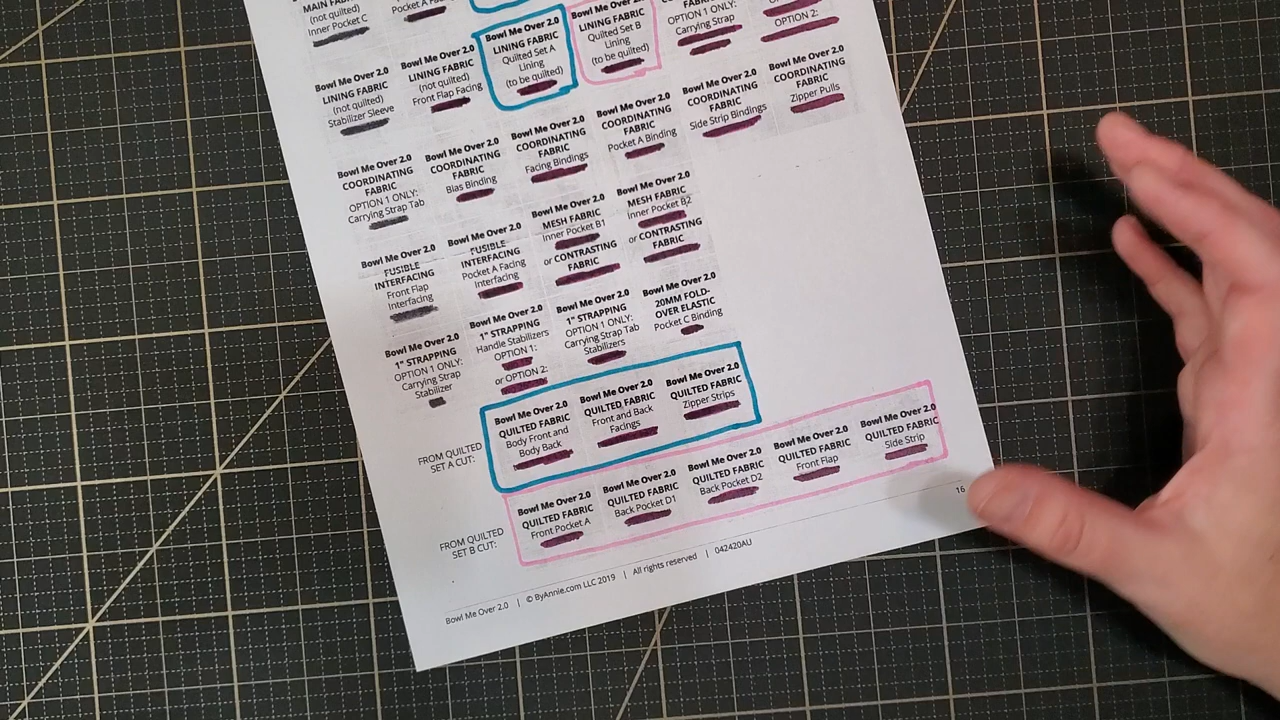 MAIN FABRIC
(not quilted)
Inner Pocket C
Pocket A
OPTION 1 ONLY:
Carrying Strap
OPTION 2:
Bowl Me Over 2.0
LINING FABRIC
(not quilted)
Stabilizer Sleeve
Bowl Me Over 2.0
LINING FABRIC
(not quilted)
Front Flap Facing
Bowl Me Over 2.0
LINING FABRIC
Quilted Set A
Lining
(to be quilted)
Bowl Me Over 2.0
LINING FABRIC
Quilted Set B
Lining
(to be quilted)
Bowl Me Over 2.0
COORDINATING
FABRIC
OPTION 1 ONLY:
Carrying Strap Tab
Bowl Me Over 2.0
COORDINATING
FABRIC
Bias Binding
Bowl Me Over 2.0
COORDINATING
FABRIC
Facing Bindings
Bowl Me Over 2.0
COORDINATING
FABRIC
Pocket A Binding
Bowl Me Over 2.0
COORDINATING
FABRIC
Side Strip Bindings
Bowl Me Over 2.0
COORDINATING
FABRIC
Zipper Pulls
Bowl Me Over 2.0
FUSIBLE
INTERFACING
Front Flap
Interfacing
Bowl Me Over 2.0
FUSIBLE
INTERFACING
Pocket A Facing
Interfacing
Bowl Me Over 2.0
MESH FABRIC
Inner Pocket B1
or CONTRASTING
FABRIC
Bowl Me Over 2.0
MESH FABRIC
Inner Pocket B2
or CONTRASTING
FABRIC
Bowl Me Over 2.0
1" STRAPPING
OPTION 1 ONLY:
Carrying Strap
Stabilizer
Bowl Me Over 2.0
1" STRAPPING
Handle Stabilizers
OPTION 1:
or OPTION 2:
Bowl Me Over 2.0
1" STRAPPING
OPTION 1 ONLY:
Carrying Strap Tab
Stabilizers
Bowl Me Over 2.0
20MM FOLD-
OVER ELASTIC
Pocket C Binding
FROM QUILTED
SET A CUT:
Bowl Me Over 2.0
QUILTED FABRIC
Body Front and
Body Back
Bowl Me Over 2.0
QUILTED FABRIC
Front and Back
Facings
Bowl Me Over 2.0
QUILTED FABRIC
Zipper Strips
FROM QUILTED
SET B CUT:
Bowl Me Over 2.0
QUILTED FABRIC
Front Pocket A
Bowl Me Over 2.0
QUILTED FABRIC
Back Pocket D1
Bowl Me Over 2.0
QUILTED FABRIC
Back Pocket D2
Bowl Me Over 2.0
QUILTED FABRIC
Front Flap
Bowl Me Over 2.0
QUILTED FABRIC
Side Strip
16
Bowl Me Over 2.0 | © ByAnnie.com LLC 2019 | All rights reserved | 042420AU